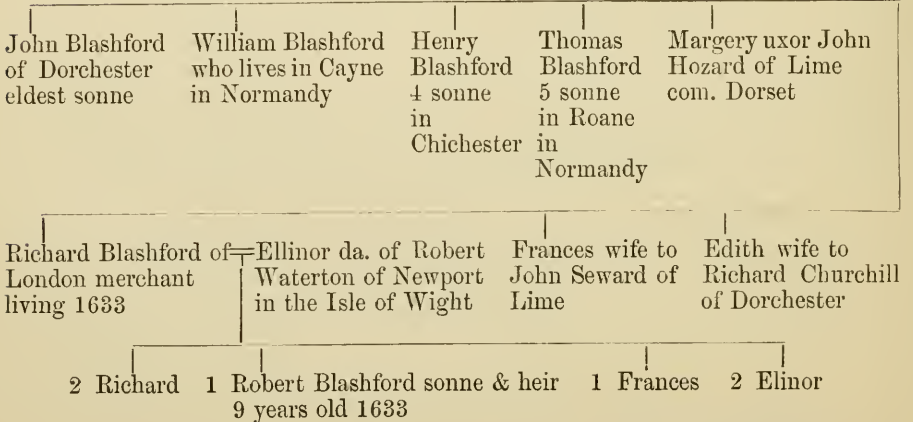 John Blashford
of Dorchester
eldest sonne
William Blashford
who lives in Cayne
in Normandy
Henry
Blashford
4 sonne
in
Chichester
Thomas
Blashford
5 sonne
in Roane
in
Normandy
Margery uxor John
Hozard of Lime
com. Dorset
Richard Blashford of
London merchant
living 1633
Ellinor da. of Robert
Waterton of Newport
in the Isle of Wight
Frances wife to
John Seward of
Lime
Edith wife to
Richard Churchill
of Dorchester
2 Richard
1 Robert Blashford sonne & heir
9 years old 1633
1 Frances
2 Elinor